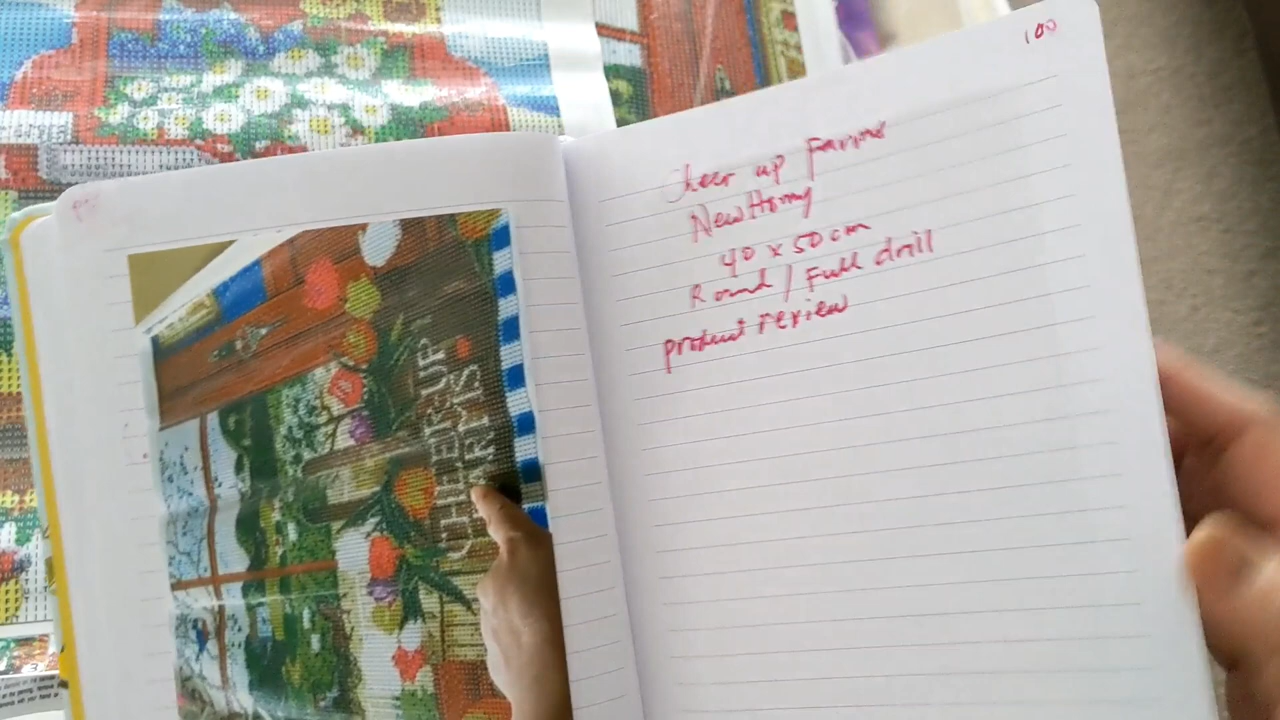 100
Cheer up Farms
NewHomy
40 x 50 cm
Round / Full drill
product review
CHEER UP
FARMS